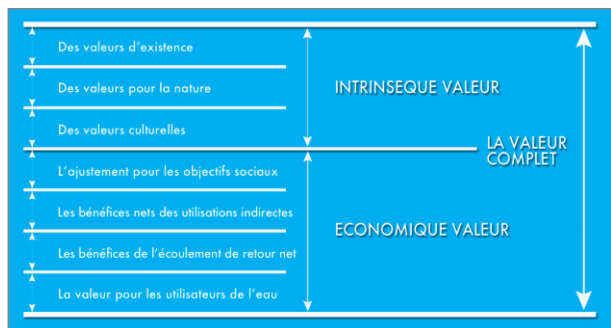 Des valeurs d'existence
Des valeurs pour la nature
INTRINSEQUE VALEUR
Des valeurs culturelles
LA VALEUR
COMPLET
L'ajustement pour les objectifs sociaux
Les bénéfices nets des utilisations indirectes
ECONOMIQUE VALEUR
Les bénéfices de l'écoulement de retour net
La valeur pour les utilisateurs de l'eau